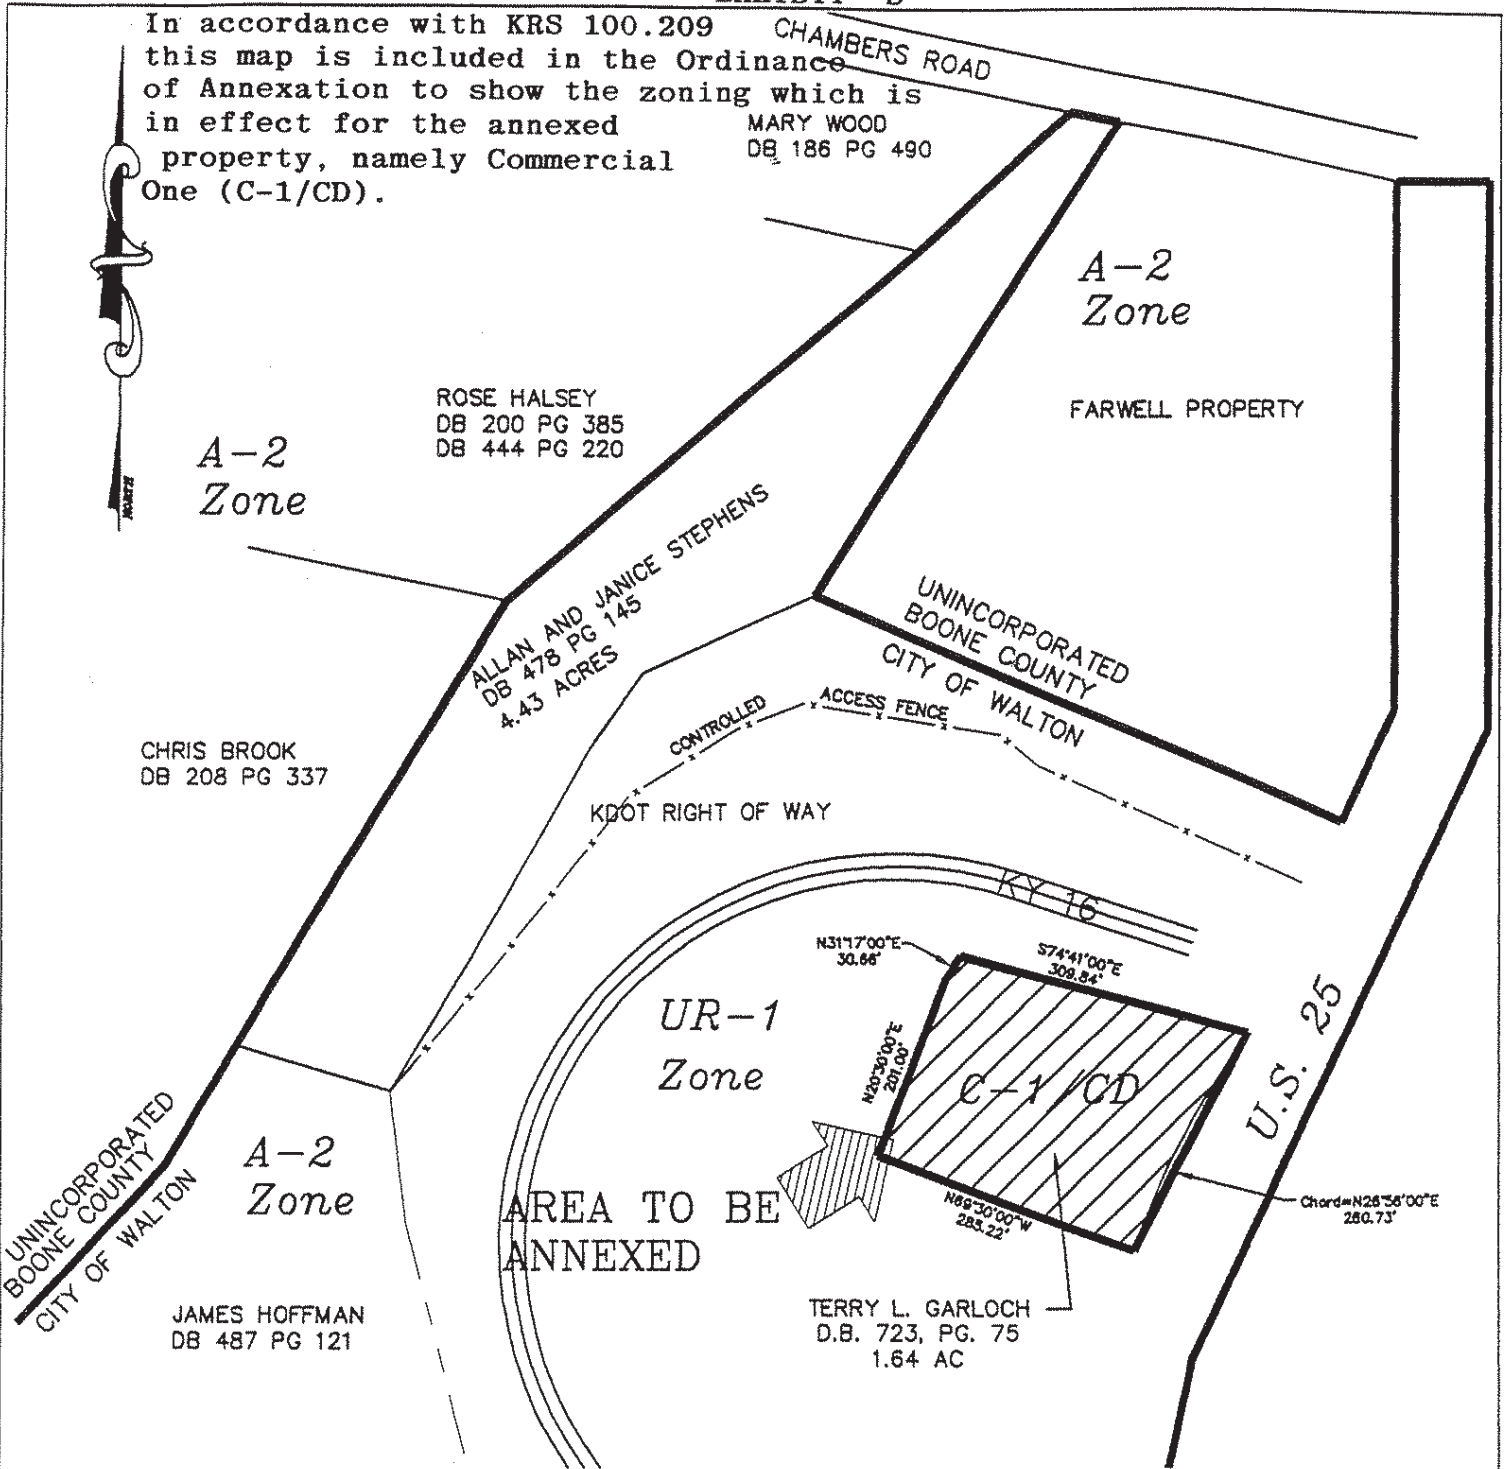 In accordance with KRS 100.209
this map is included in the Ordinance
of Annexation to show the zoning which is
in effect for the annexed
property, namely Commercial
One (C-1/CD).
CHAMBERS ROAD
MARY WOOD
DB 186 PG 490
A-2
Zone
FARWELL PROPERTY
ROSE HALSEY
DB 200 PG 385
DB 444 PG 220
A-2
Zone
NORTH
ALLAN AND JANICE STEPHENS
DB 478 PG 145
4.43 ACRES
UNINCORPORATED
BOONE COUNTY
CITY OF WALTON
CONTROLLED ACCESS FENCE
CHRIS BROOK
DB 208 PG 337
KDOT RIGHT OF WAY
KY 16
N31°17'00"E
30.66'
S74°41'00"E
309.84'
UR-1
Zone
N20°30'00"E
201.00'
C-1/CD
U.S. 25
UNINCORPORATED
BOONE COUNTY
CITY OF WALTON
A-2
Zone
AREA TO BE
ANNEXED
N69°30'00"W
283.22'
Chord=N26°56'00"E
260.73'
JAMES HOFFMAN
DB 487 PG 121
TERRY L. GARLOCH
D.B. 723, PG. 75
1.64 AC